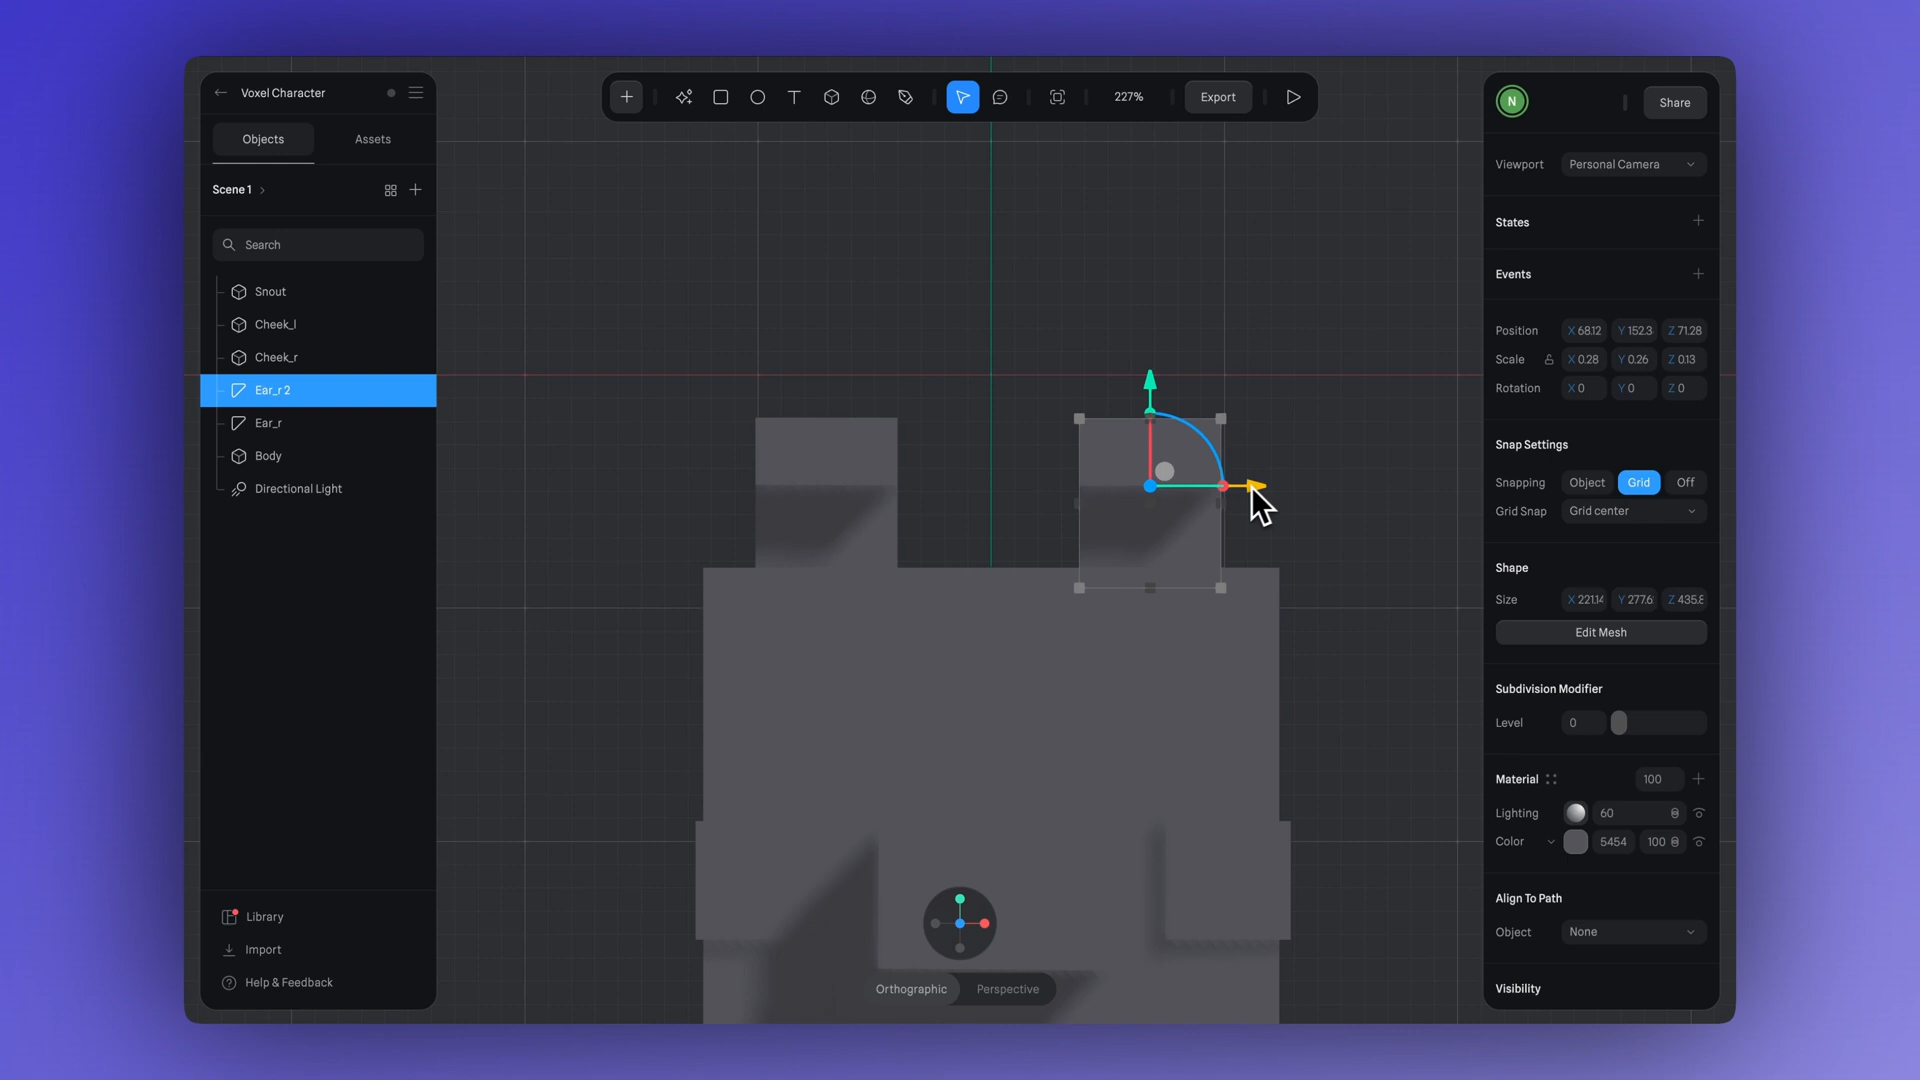 Voxel Character
Objects
Assets
Scene 1
Search
Snout
Cheek_l
Cheek_r
Ear_r 2
Ear_r
Body
Directional Light
Library
Import
Help & Feedback
T
227%
Export
Orthographic
Perspective
N
Share
Viewport
Personal Camera
States
Events
Position
X 68.12
Y 152.3
Z 71.28
Scale
X 0.28
Y 0.26
Z 0.13
Rotation
X 0
Y 0
Z 0
Snap Settings
Snapping
Object
Grid
Off
Grid Snap
Grid center
Shape
Size
X 221.14
Y 277.6
Z 435.8
Edit Mesh
Subdivision Modifier
Level
0
Material
100
Lighting
60
Color
5454
100
Align To Path
Object
None
Visibility